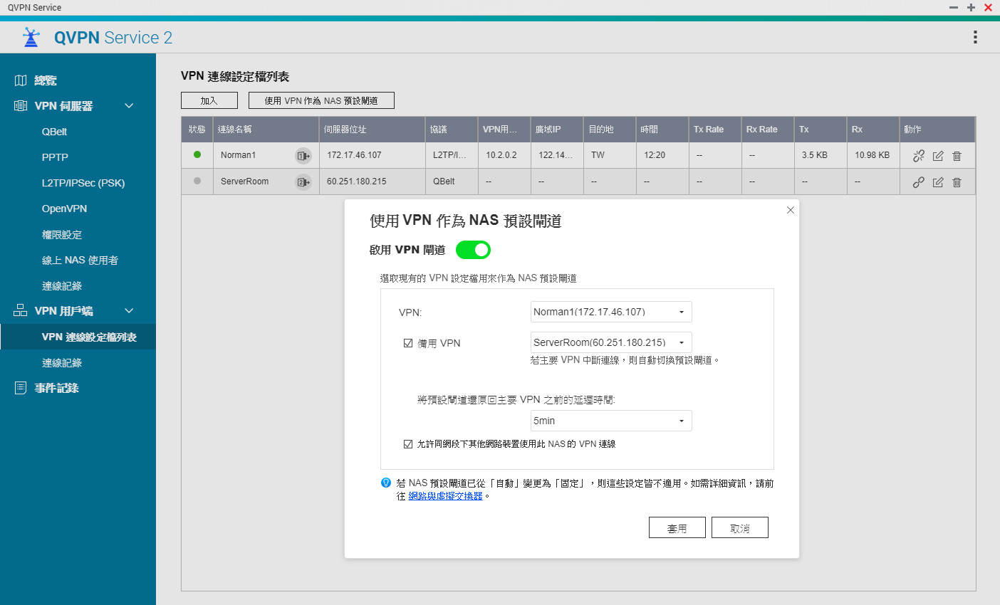 QVPN Service
QVPN Service 2
總覽
VPN 伺服器
QBelt
PPTP
L2TP/IPSec (PSK)
OpenVPN
權限設定
線上 NAS 使用者
連線記錄
VPN 用戶端
VPN 連線設定檔列表
連線記錄
事件記錄
VPN 連線設定檔列表
加入 使用 VPN 作為 NAS 預設閘道
狀態 連線名稱 伺服器位址 協議 VPN用... 廣域IP 目的地 時間 Tx Rate Rx Rate Tx Rx 動作
Norman1 1 172.17.46.107 L2TP/I... 10.2.0.2 122.14... TW 12:20 -- -- 3.5 KB 10.98 KB
ServerRoom 2 60.251.180.215 QBelt -- -- -- -- -- -- -- --
使用 VPN 作為 NAS 預設閘道
啟用 VPN 閘道
選取現有的 VPN 設定檔用來作為 NAS 預設閘道
VPN: Norman1(172.17.46.107)
備用 VPN ServerRoom(60.251.180.215)
若主要 VPN 中斷連線，則自動切換預設閘道。
將預設閘道還原回主要 VPN 之前的延遲時間:
5min
允許同網段下其他網路裝置使用此 NAS 的 VPN 連線
若 NAS 預設閘道已從「自動」變更為「固定」，則這些設定皆不適用。如需詳細資訊，請前
往 網路與虛擬交換器。
套用 取消